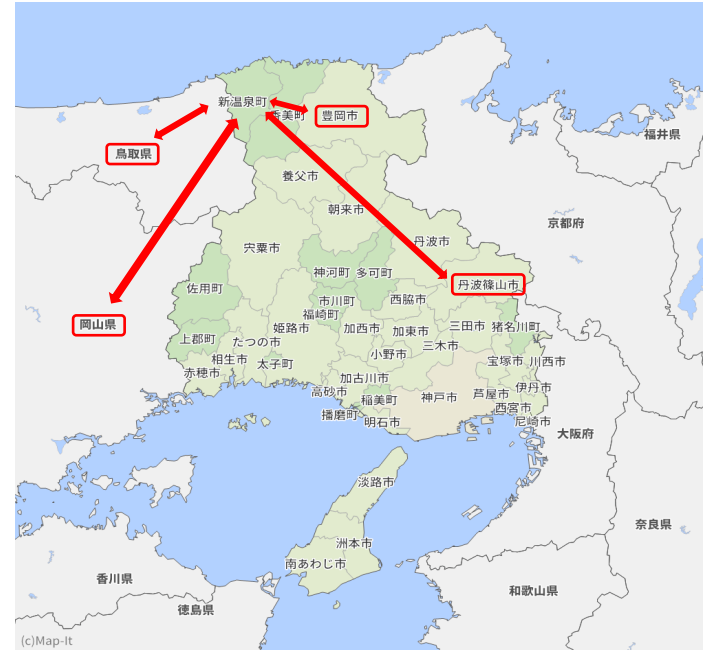 新温泉町
香美町
豊岡市
鳥取県
福井県
養父市
朝来市
京都府
丹波市
宍粟市
神河町
多可町
丹波篠山市
佐用町
市川町
西脇市
福崎町
岡山県
上郡町
たつの市
姫路市
加西市
加東市
三田市
猪名川町
相生市
太子町
小野市
三木市
宝塚市
川西市
赤穂市
加古川市
高砂市
稲美町
神戸市
芦屋市
伊丹市
西宮市
播磨町
明石市
尼崎市
大阪府
淡路市
奈良県
洲本市
南あわじ市
香川県
和歌山県
徳島県
(c)Map-It